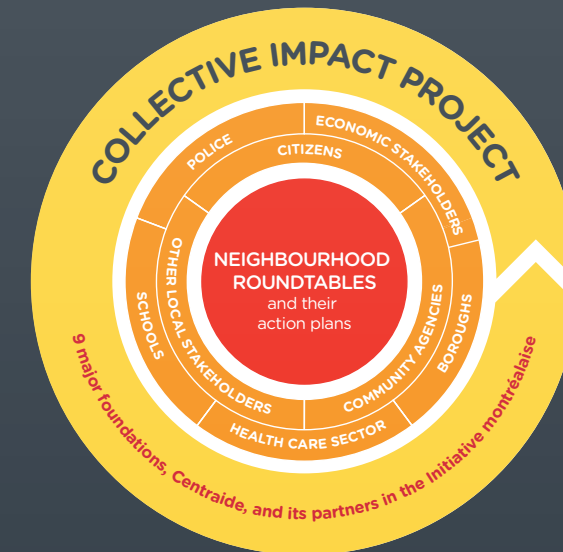 COLLECTIVE IMPACT PROJECT
POLICE
ECONOMIC STAKEHOLDERS
CITIZENS
NEIGHBOURHOOD
ROUNDTABLES
and their
action plans
OTHER LOCAL STAKEHOLDERS
SCHOOLS
COMMUNITY AGENCIES
BOROUGHS
HEALTH CARE SECTOR
9 major foundations, Centraide, and its partners in the Initiative montréalaise